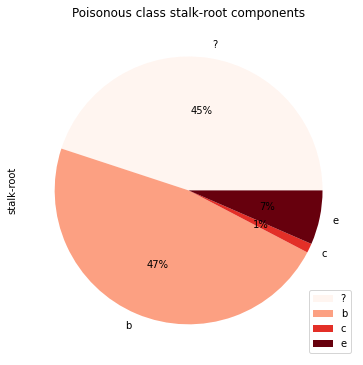 Poisonous class stalk-root components
?
45%
stalk-root
7%
e
1%
c
47%
b
?
b
c
e